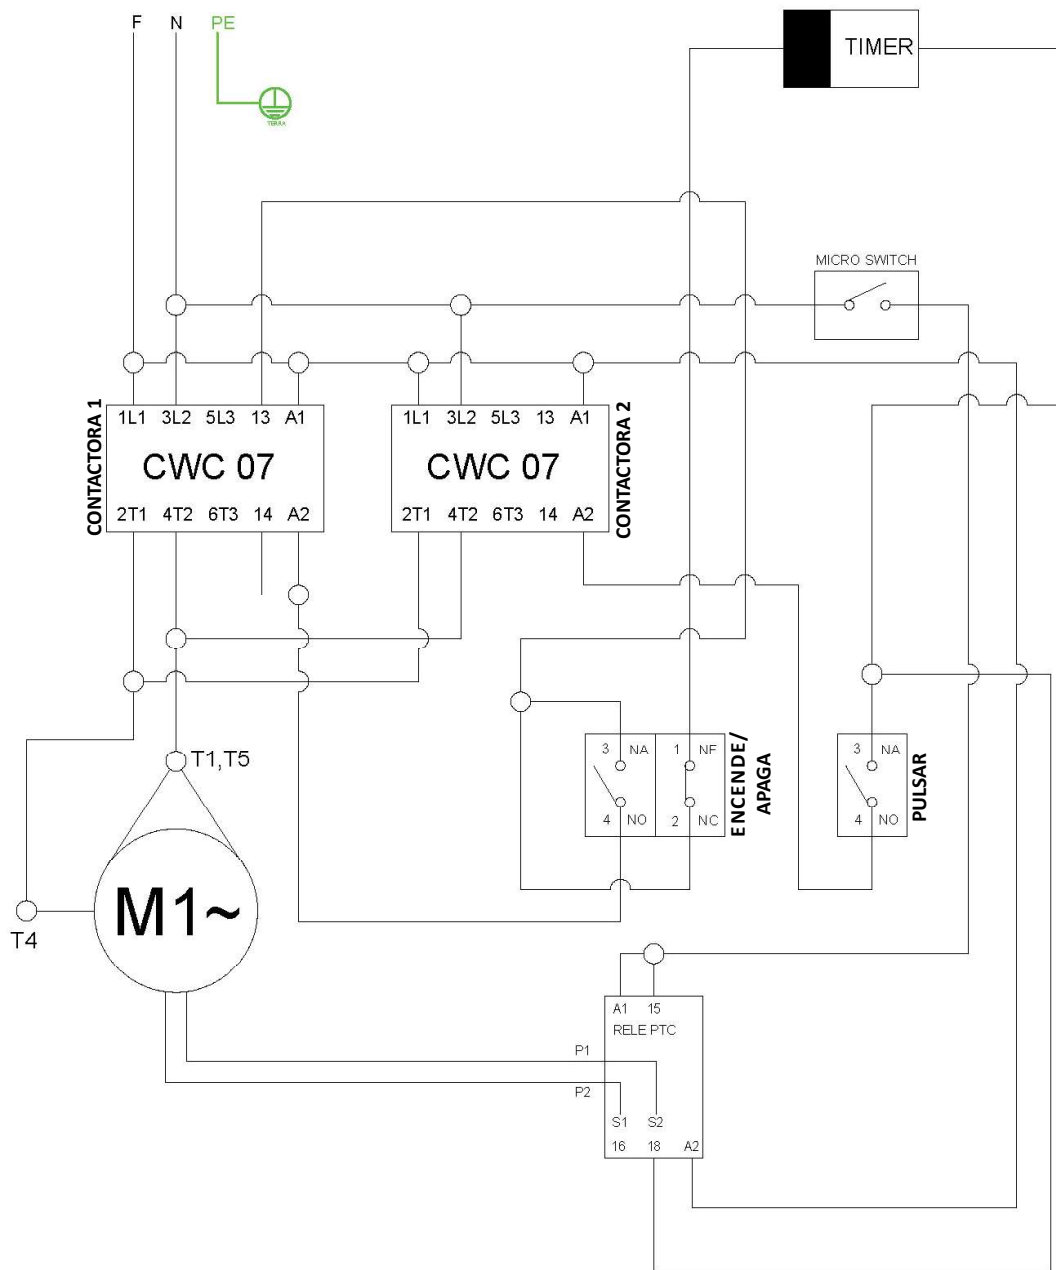 F N PE
TERRA
TIMER
MICRO SWITCH
CONTACTORA 1
1L1 3L2 5L3 13 A1
CWC 07
2T1 4T2 6T3 14 A2
1L1 3L2 5L3 13 A1
CWC 07
2T1 4T2 6T3 14 A2
CONTACTORA 2
T1,T5
M1~
T4
3 NA 1 NF
4 NO 2 NC
ENCENDE/
APAGA
3 NA
4 NO
PULSAR
A1 15
RELE PTC
P1
P2
S1 S2
16 18 A2